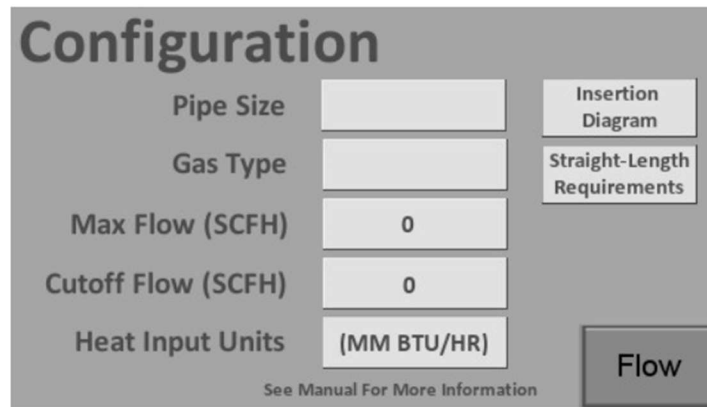 Configuration
Pipe Size
Insertion
Diagram
Gas Type
Straight-Length
Requirements
Max Flow (SCFH)
0
Cutoff Flow (SCFH)
0
Heat Input Units
(MM BTU/HR)
Flow
See Manual For More Information